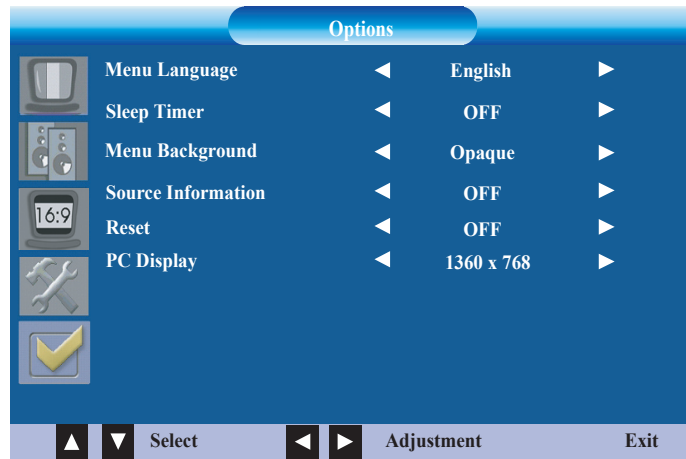 Options
Menu Language ◀ English ▶
Sleep Timer ◀ OFF ▶
Menu Background ◀ Opaque ▶
Source Information ◀ OFF ▶
16:9
Reset ◀ OFF ▶
PC Display ◀ 1360 x 768 ▶
▲ ▼ Select ◀ ▶ Adjustment Exit